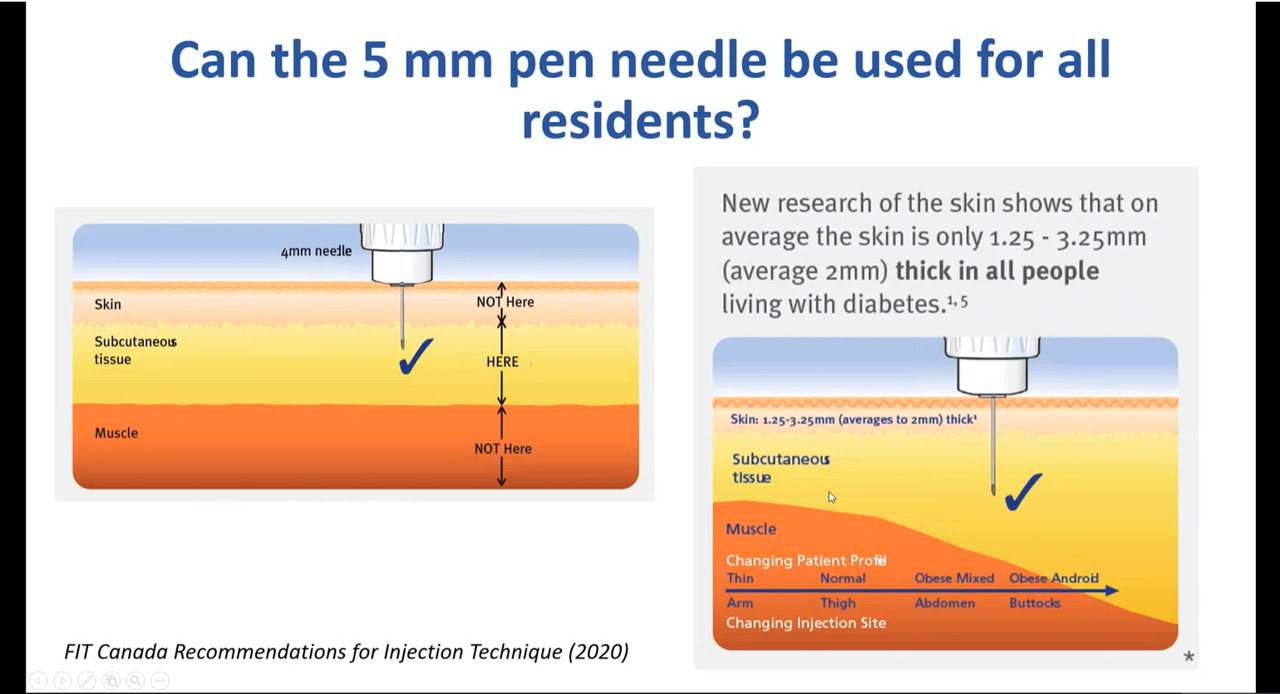 Can the 5 mm pen needle be used for all
residents?
4mm needle
Skin
NOT Here
Subcutaneous
tissue
HERE
Muscle
NOT Here
New research of the skin shows that on
average the skin is only 1.25 - 3.25mm
(average 2mm) thick in all people
living with diabetes.1,5
Skin: 1.25-3.25mm (averages to 2mm) thick¹
Subcutaneous
tissue
Muscle
Changing Patient Profil
Thin Normal Obese Mixed Obese Android
Arm Thigh Abdomen Buttocks
Changing Injection Site
*
FIT Canada Recommendations for Injection Technique (2020)